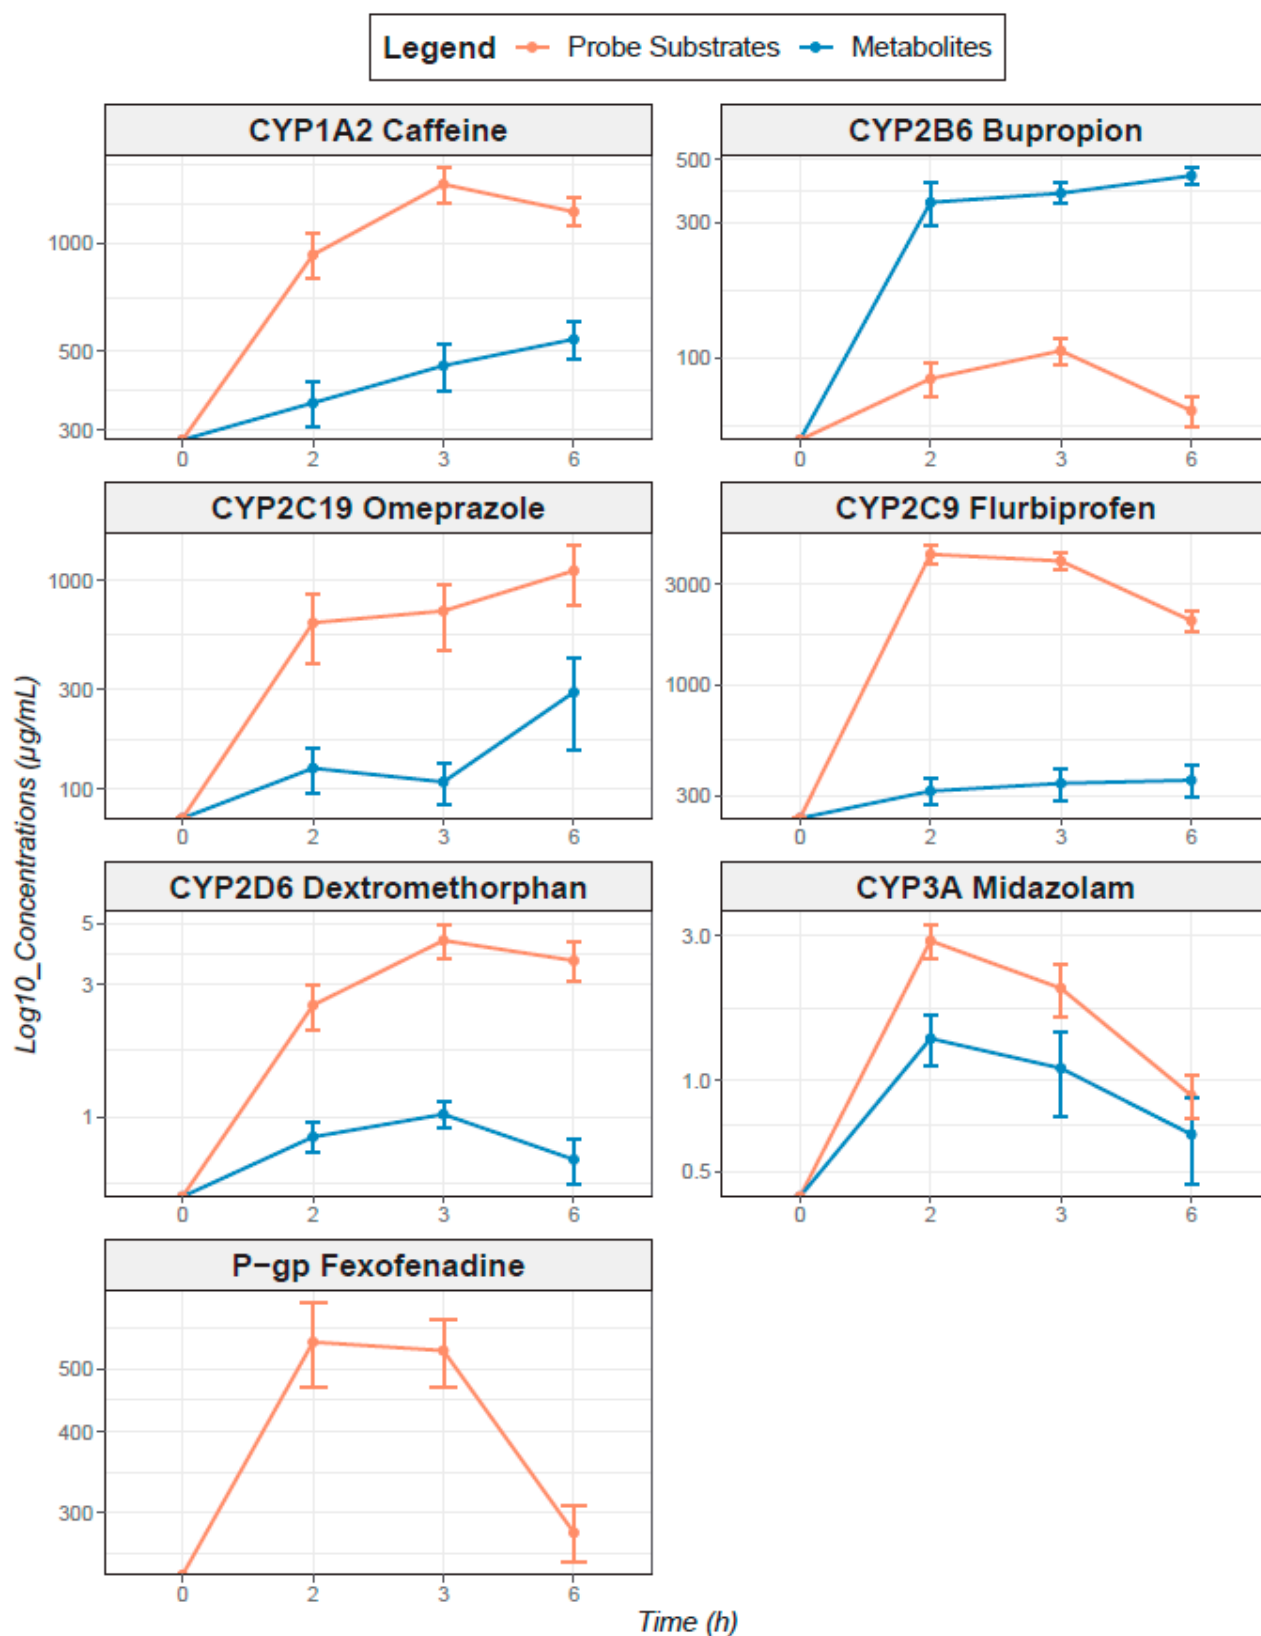 Legend Probe Substrates Metabolites
CYP1A2 Caffeine
1000
500
300
0 2 3 6
CYP2B6 Bupropion
500
300
100
0 2 3 6
CYP2C19 Omeprazole
1000
300
100
0 2 3 6
CYP2C9 Flurbiprofen
3000
1000
300
0 2 3 6
CYP2D6 Dextromethorphan
5
3
1
0 2 3 6
CYP3A Midazolam
3.0
1.0
0.5
0 2 3 6
P−gp Fexofenadine
500
400
300
0 2 3 6
Log10_Concentrations (µg/mL)
Time (h)